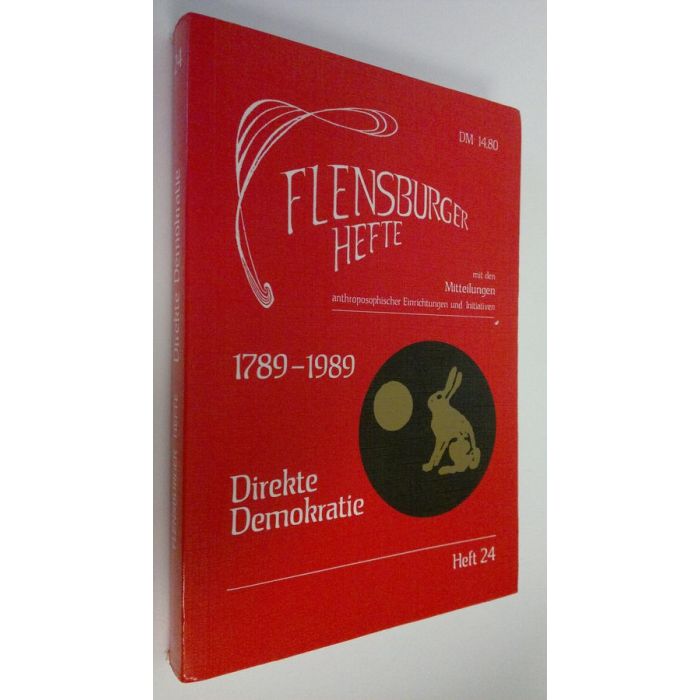 DM 14.80
FLENSBURGER
HEFTE
mit den
Mitteilungen
anthroposophischer Einrichtungen und Initiativen
1789–1989
Direkte
Demokratie
Heft 24
FLENSBURGER HEFTE Direkte Demokratie